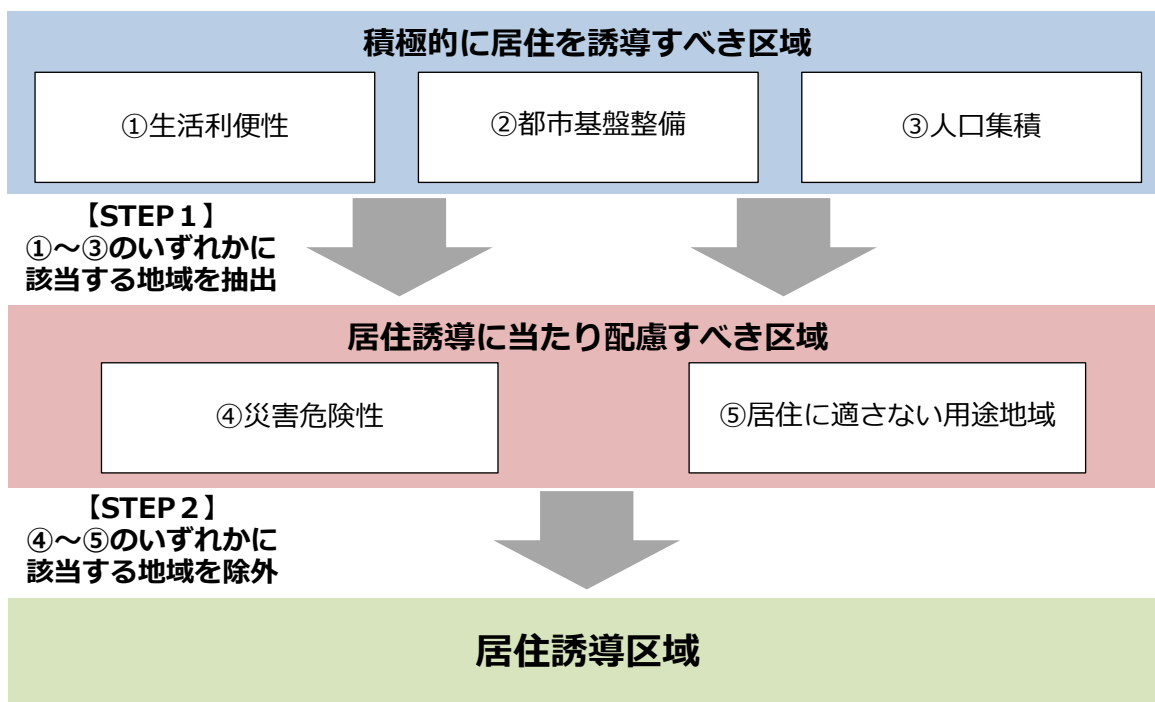 積極的に居住を誘導すべき区域
①生活利便性
②都市基盤整備
③人口集積
【STEP１】
①～③のいずれかに
該当する地域を抽出
居住誘導に当たり配慮すべき区域
④災害危険性
⑤居住に適さない用途地域
【STEP２】
④～⑤のいずれかに
該当する地域を除外
居住誘導区域